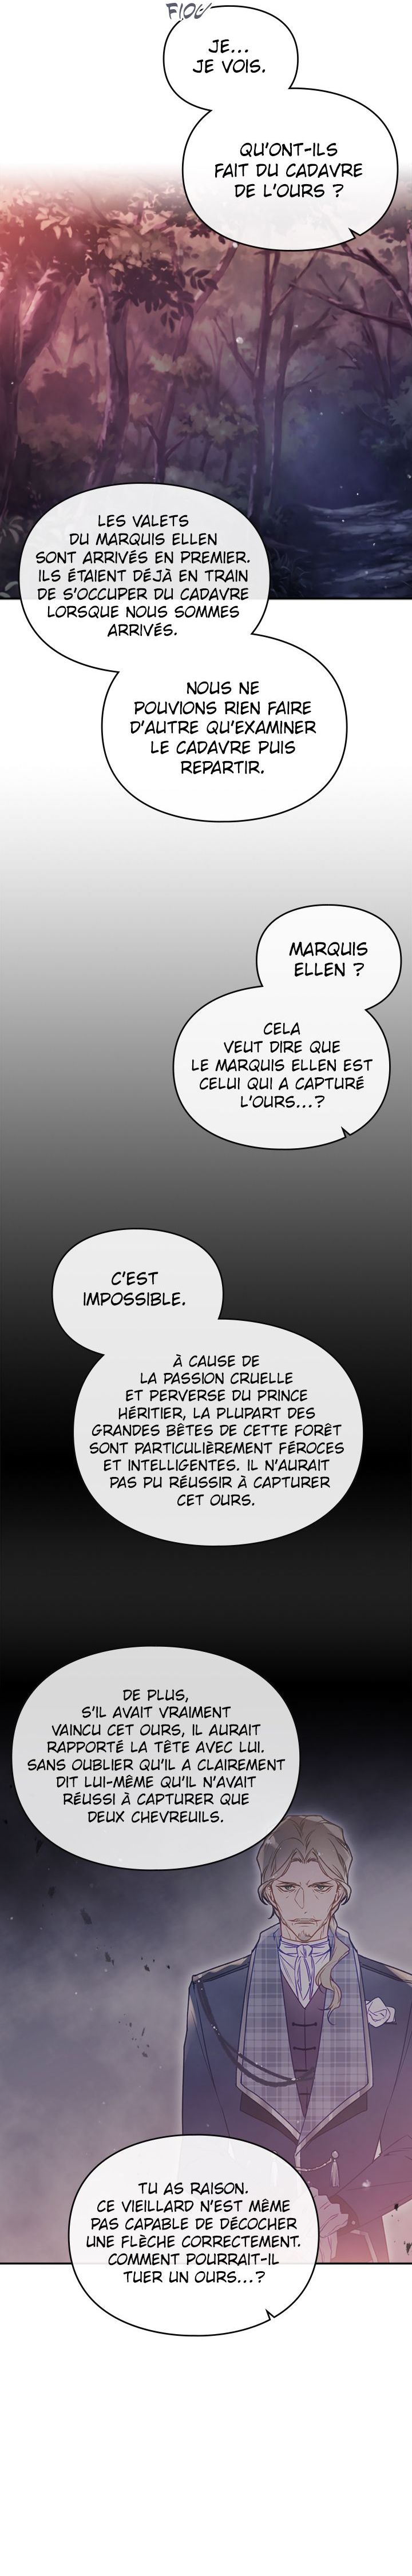 FIOU
JE...
JE VOIS.
QU'ONT-ILS
FAIT DU CADAVRE
DE L'OURS ?
LES VALETS
DU MARQUIS ELLEN
SONT ARRIVÉS EN PREMIER.
ILS ÉTAIENT DÉJÀ EN TRAIN
DE S'OCCUPER DU CADAVRE
LORSQUE NOUS SOMMES
ARRIVÉS.
NOUS NE
POUVIONS RIEN FAIRE
D'AUTRE QU'EXAMINER
LE CADAVRE PUIS
REPARTIR.
MARQUIS
ELLEN ?
CELA
VEUT DIRE QUE
LE MARQUIS ELLEN EST
CELUI QUI A CAPTURÉ
L'OURS...?
C'EST
IMPOSSIBLE.
À CAUSE DE
LA PASSION CRUELLE
ET PERVERSE DU PRINCE
HÉRITIER, LA PLUPART DES
GRANDES BÊTES DE CETTE FORÊT
SONT PARTICULIÈREMENT FÉROCES
ET INTELLIGENTES. IL N'AURAIT
PAS PU RÉUSSIR À CAPTURER
CET OURS.
DE PLUS,
S'IL AVAIT VRAIMENT
VAINCU CET OURS, IL AURAIT
RAPPORTÉ LA TÊTE AVEC LUI.
SANS OUBLIER QU'IL A CLAIREMENT
DIT LUI-MÊME QU'IL N'AVAIT
RÉUSSI À CAPTURER QUE
DEUX CHEVREUILS.
TU AS RAISON.
CE VIEILLARD N'EST MÊME
PAS CAPABLE DE DÉCOCHER
UNE FLÈCHE CORRECTEMENT.
COMMENT POURRAIT-IL
TUER UN OURS...?